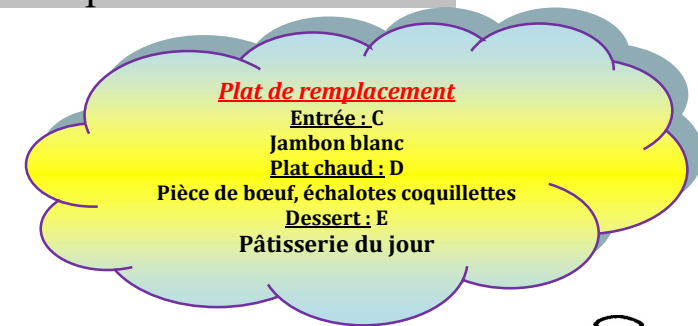 Plat de remplacement
Entrée : C
Jambon blanc
Plat chaud : D
Pièce de bœuf, échalotes coquillettes
Dessert : E
Pâtisserie du jour